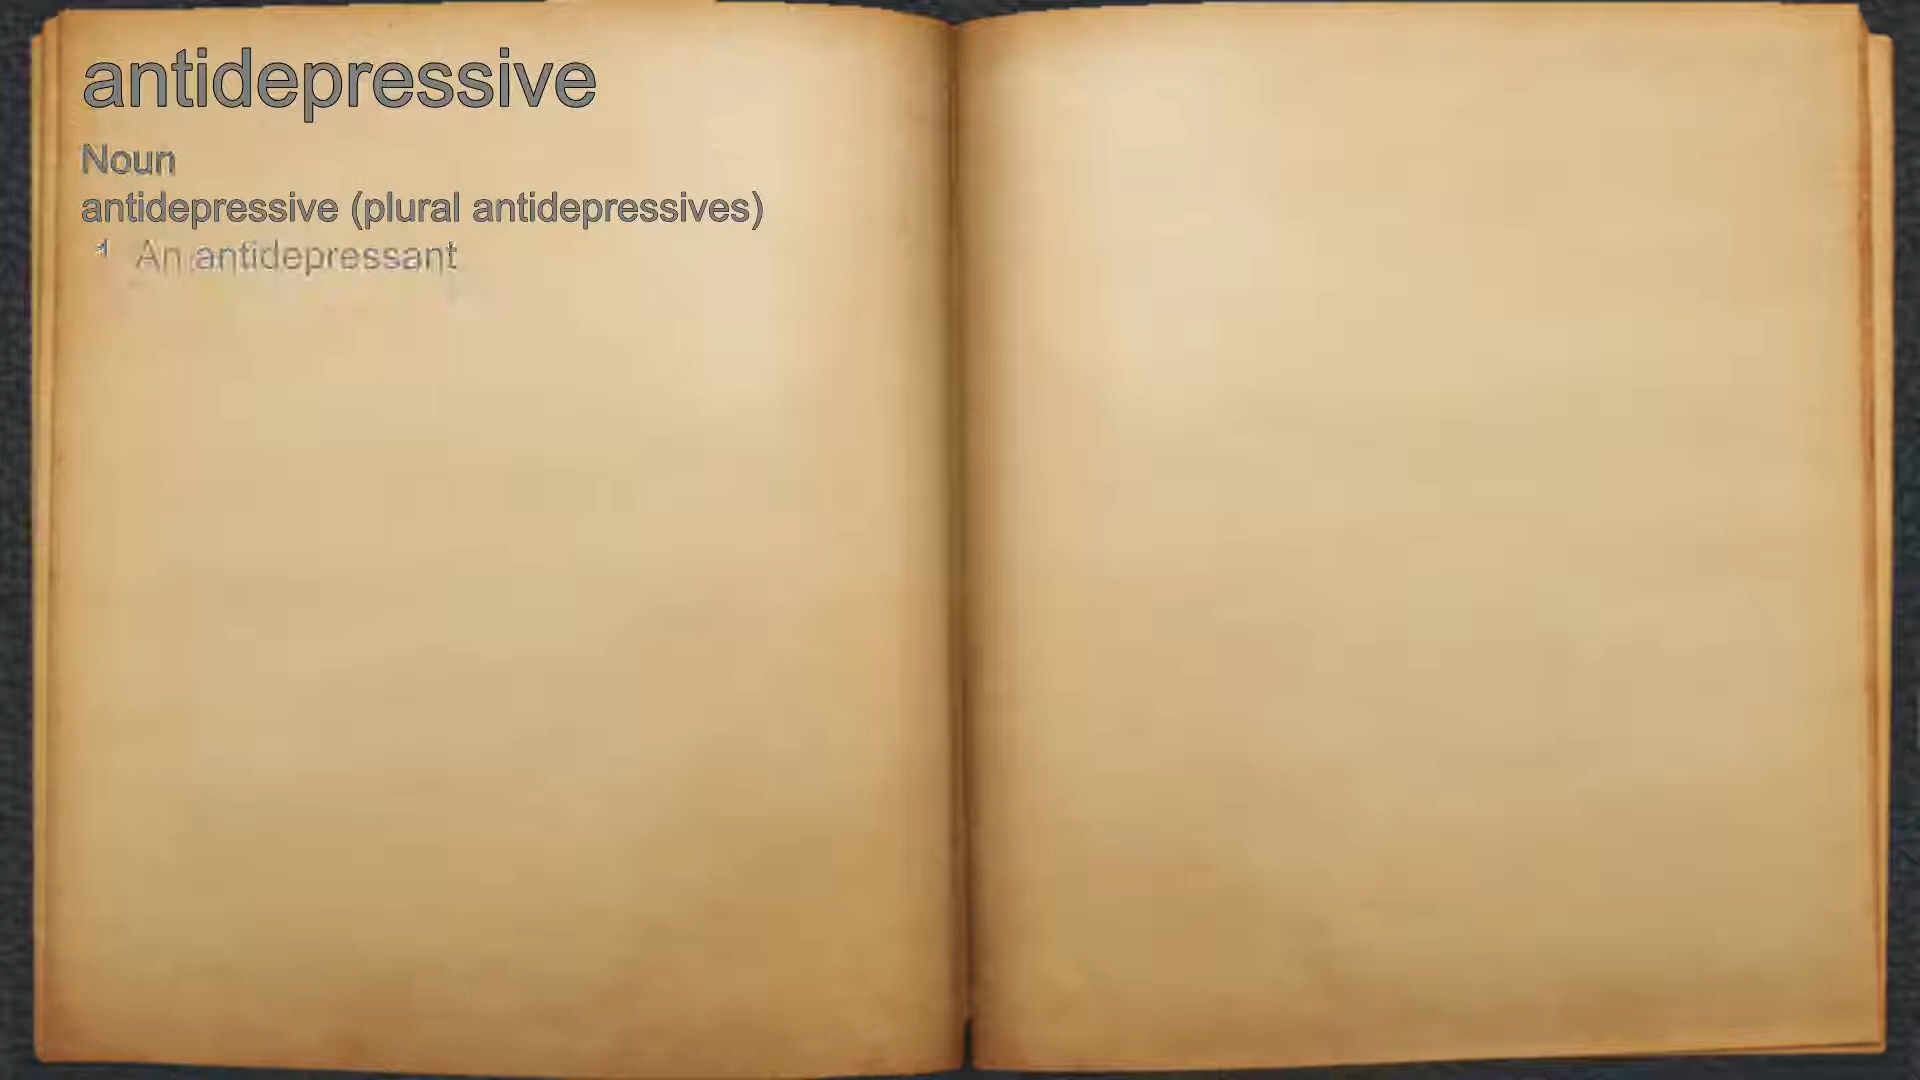 antidepressive
Noun
antidepressive (plural antidepressives)
1 An antidepressant